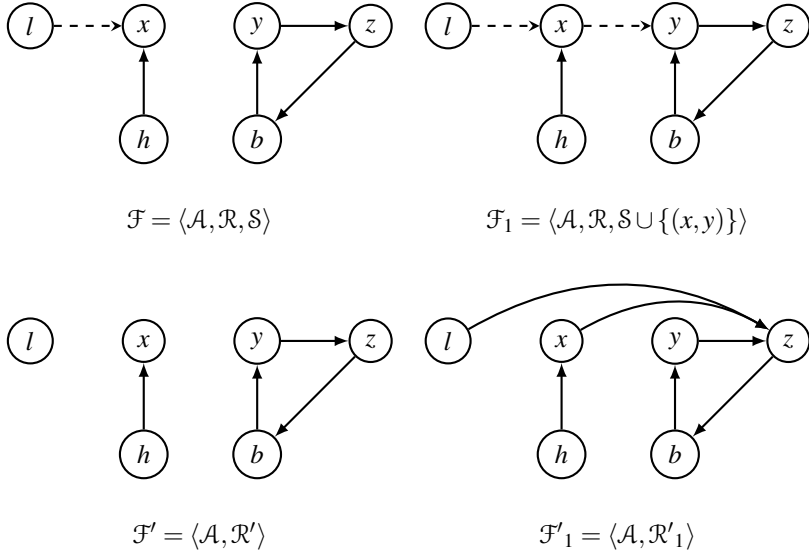 l x y z l x y z
h b h b
ℱ = ⟨𝒜, ℛ, 𝒮⟩ ℱ₁ = ⟨𝒜, ℛ, 𝒮 ∪ {(x, y)}⟩
l x y z l x y z
h b h b
ℱ′ = ⟨𝒜, ℛ′⟩ ℱ′₁ = ⟨𝒜, ℛ′₁⟩